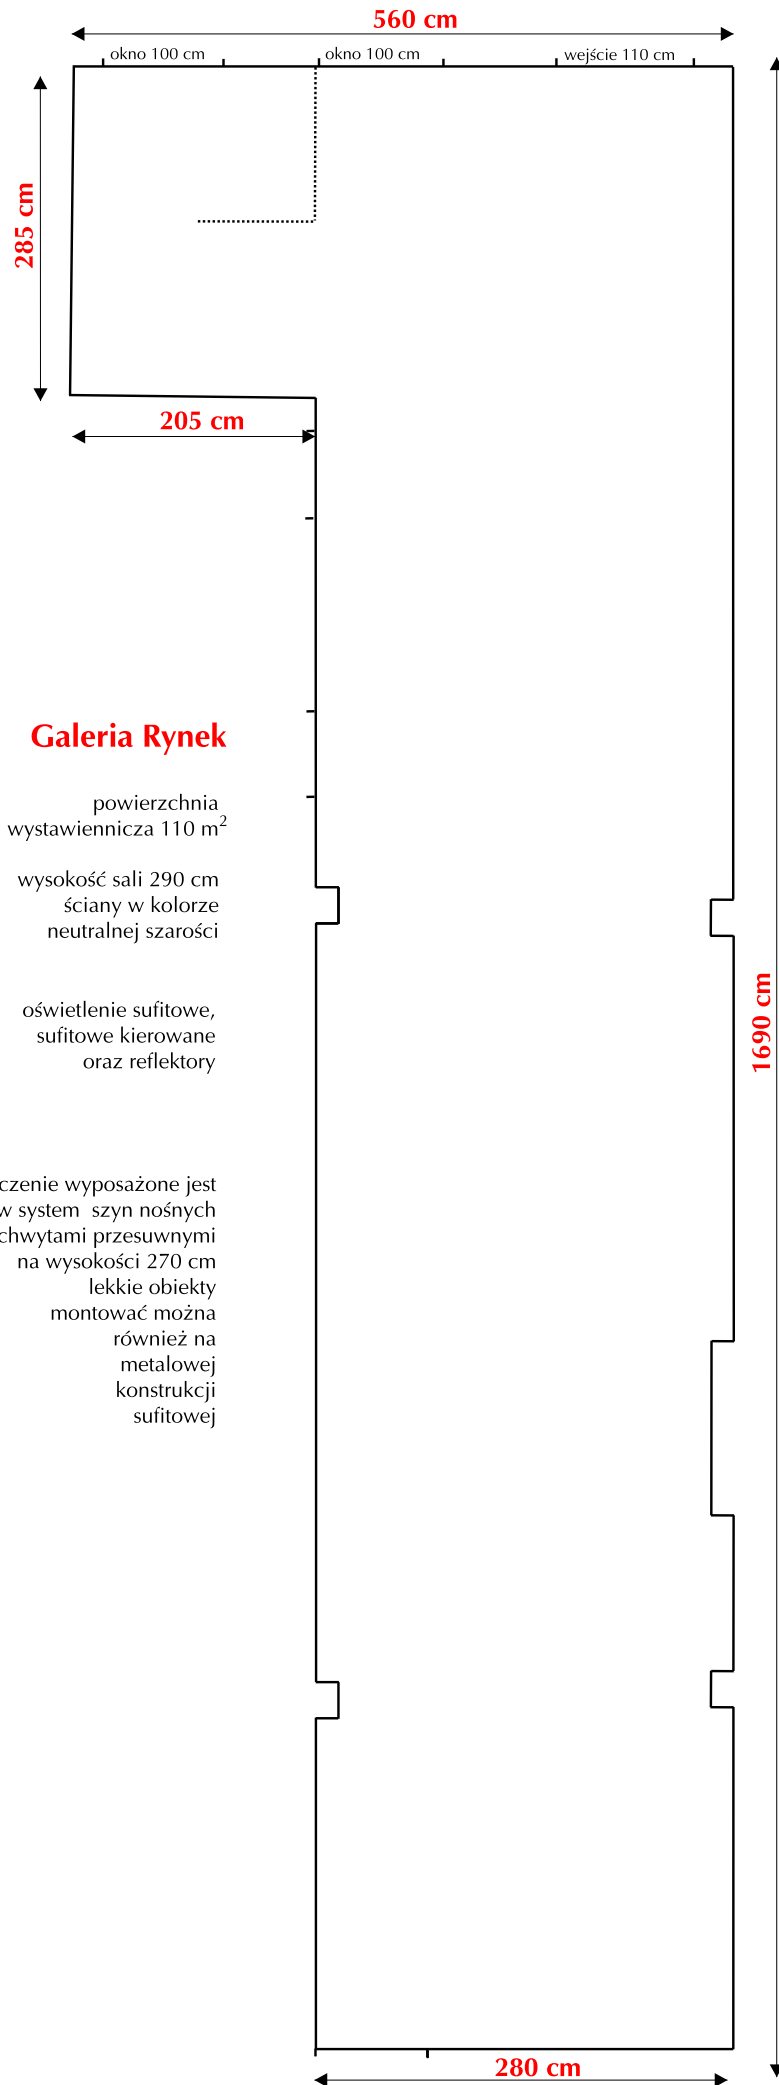 560 cm
okno 100 cm
okno 100 cm
wejście 110 cm
285 cm
205 cm
Galeria Rynek
powierzchnia
wystawiennicza 110 m²
wysokość sali 290 cm
ściany w kolorze
neutralnej szarości
1690 cm
oświetlenie sufitowe,
sufitowe kierowane
oraz reflektory
czenie wyposażone jest
w system szyn nośnych
chwytami przesuwnymi
na wysokości 270 cm
lekkie obiekty
montować można
również na
metalowej
konstrukcji
sufitowej
280 cm